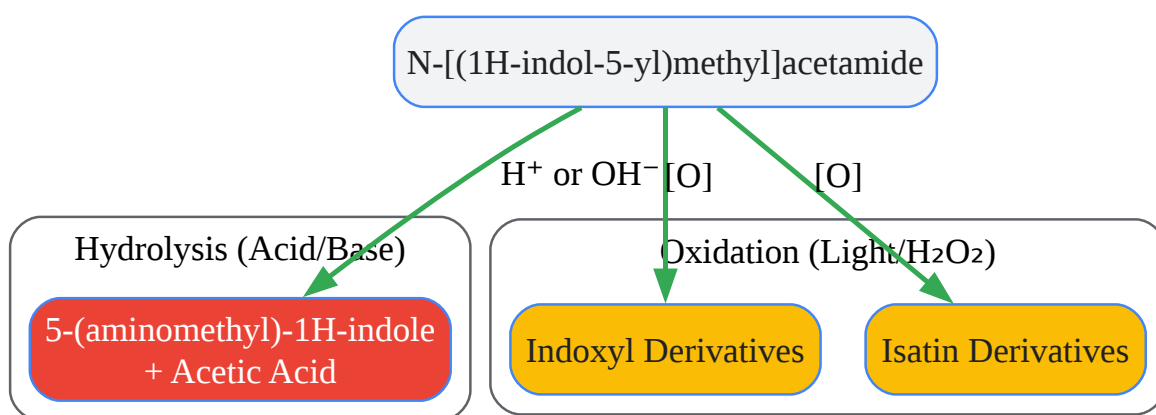 N-[(1H-indol-5-yl)methyl]acetamide
H⁺ or OH⁻
[O]
[O]
Hydrolysis (Acid/Base)
Oxidation (Light/H₂O₂)
5-(aminomethyl)-1H-indole
+ Acetic Acid
Indoxyl Derivatives
Isatin Derivatives